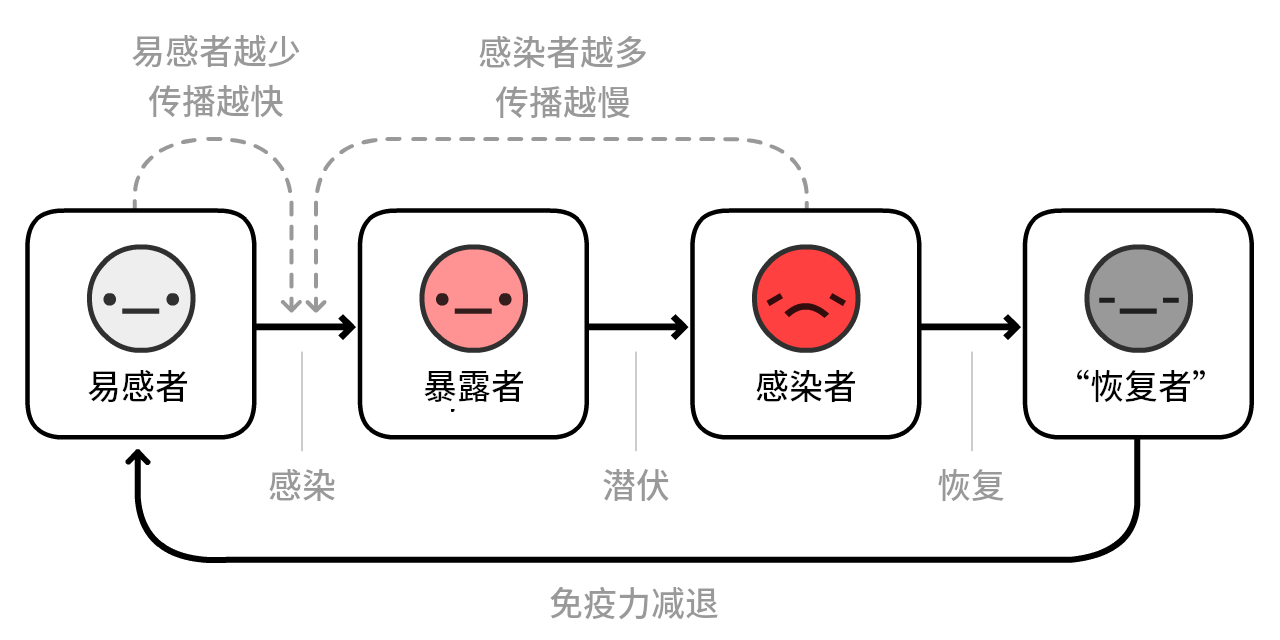 易感者越少
传播越快
感染者越多
传播越慢
易感者
暴露者
感染者
“恢复者”
感染
潜伏
恢复
免疫力减退